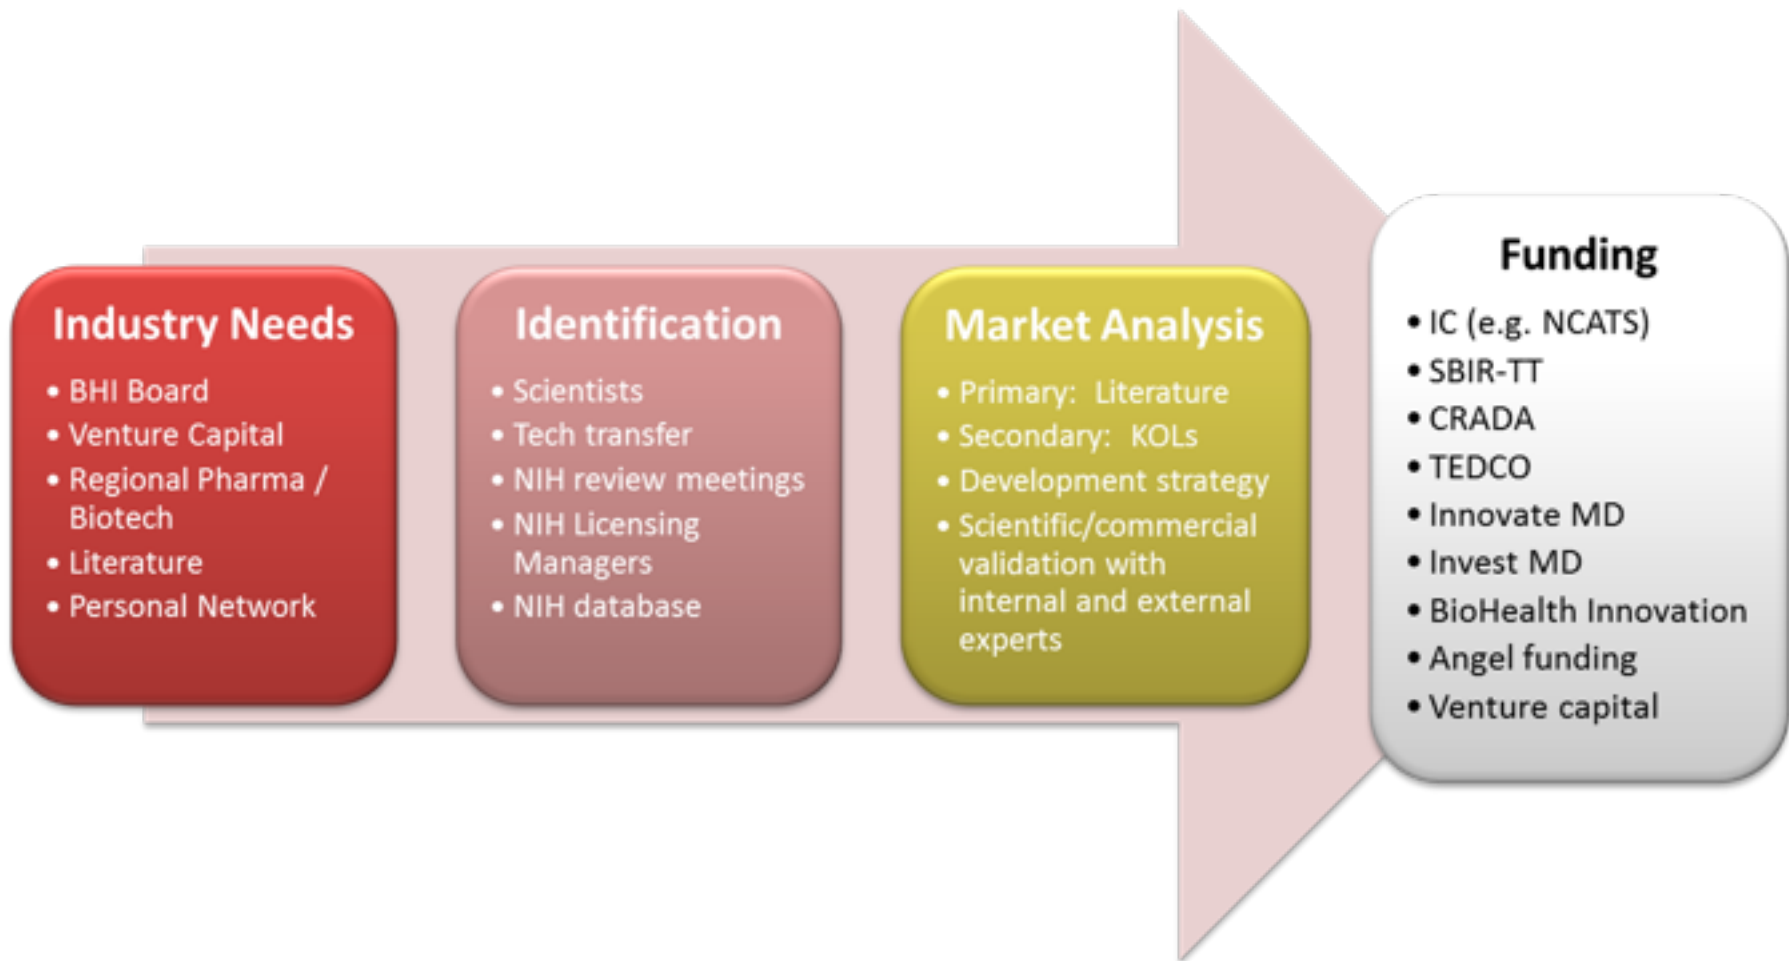 Industry Needs
• BHI Board
• Venture Capital
• Regional Pharma /
Biotech
• Literature
• Personal Network
Identification
• Scientists
• Tech transfer
• NIH review meetings
• NIH Licensing
Managers
• NIH database
Market Analysis
• Primary: Literature
• Secondary: KOLs
• Development strategy
• Scientific/commercial
validation with
internal and external
experts
Funding
• IC (e.g. NCATS)
• SBIR-TT
• CRADA
• TEDCO
• Innovate MD
• Invest MD
• BioHealth Innovation
• Angel funding
• Venture capital